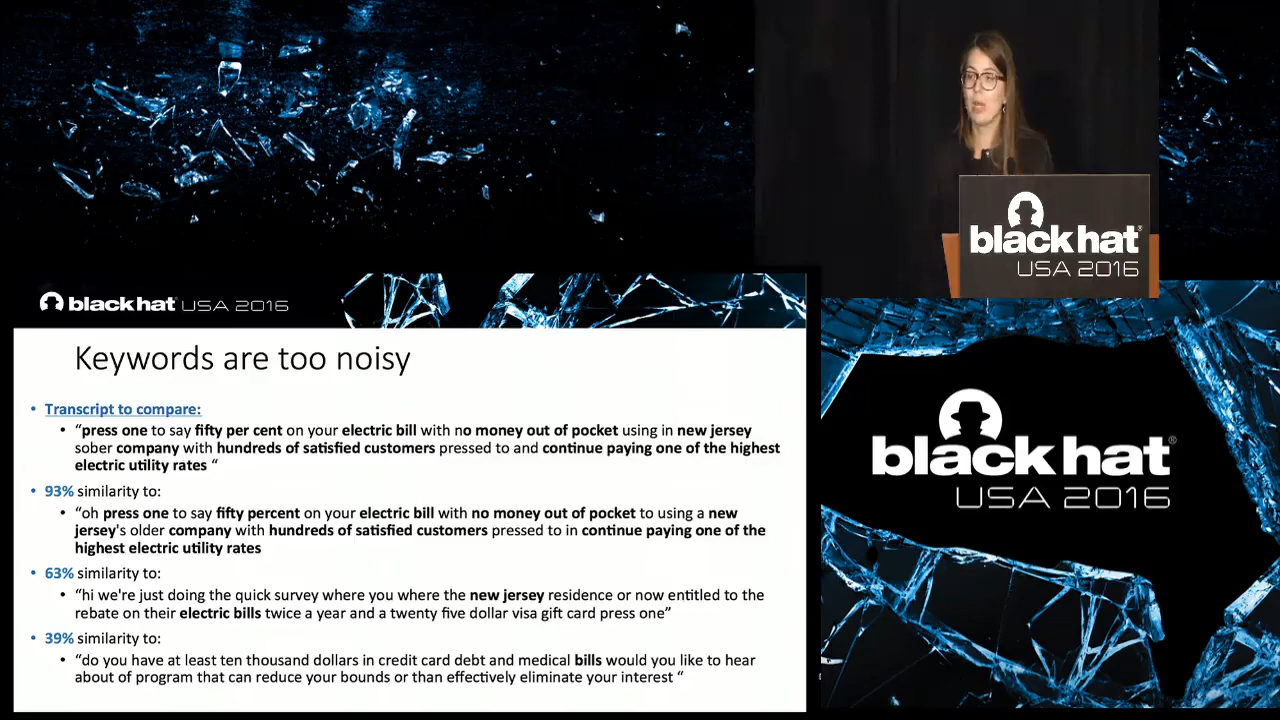 black hat®
USA 2016
black hat® USA 2016
Keywords are too noisy
• Transcript to compare:
• “press one to say fifty per cent on your electric bill with no money out of pocket using in new jersey
sober company with hundreds of satisfied customers pressed to and continue paying one of the highest
electric utility rates “
• 93% similarity to:
• “oh press one to say fifty percent on your electric bill with no money out of pocket to using a new
jersey's older company with hundreds of satisfied customers pressed to in continue paying one of the
highest electric utility rates
• 63% similarity to:
• “hi we're just doing the quick survey where you where the new jersey residence or now entitled to the
rebate on their electric bills twice a year and a twenty five dollar visa gift card press one”
• 39% similarity to:
• “do you have at least ten thousand dollars in credit card debt and medical bills would you like to hear
about of program that can reduce your bounds or than effectively eliminate your interest “
black hat®
USA 2016